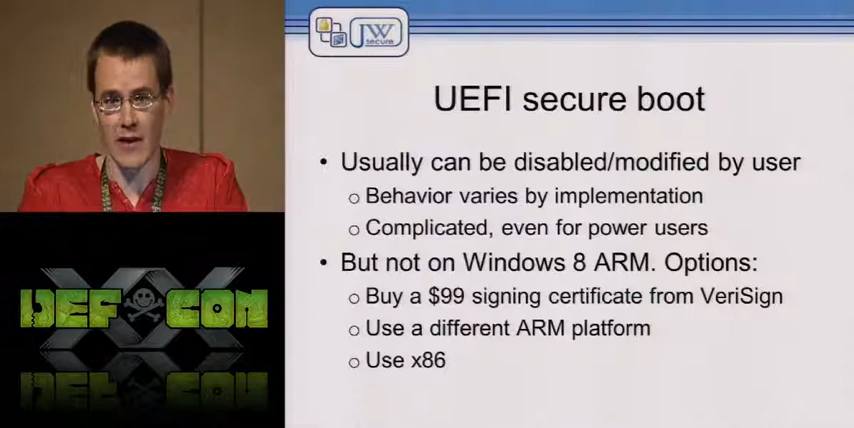 JW
secure
UEFI secure boot
• Usually can be disabled/modified by user
o Behavior varies by implementation
o Complicated, even for power users
• But not on Windows 8 ARM. Options:
o Buy a $99 signing certificate from VeriSign
o Use a different ARM platform
o Use x86
XX
DEF CON